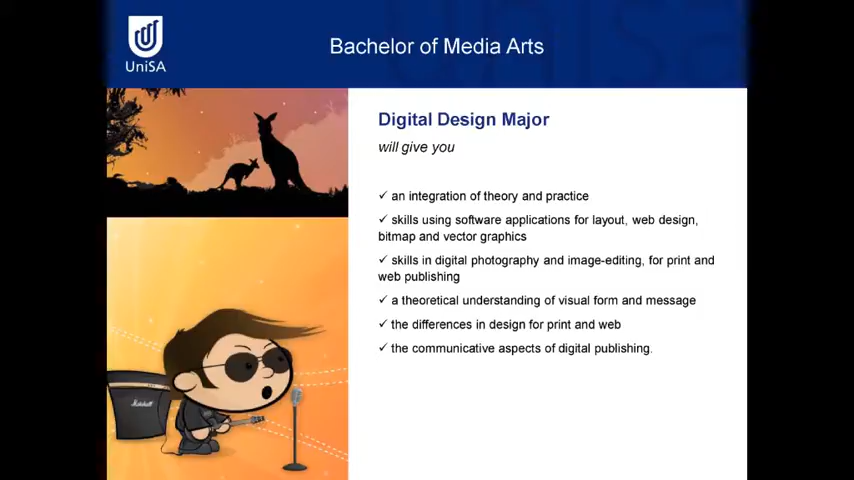 UniSA
Bachelor of Media Arts
Digital Design Major
will give you
✓ an integration of theory and practice
✓ skills using software applications for layout, web design,
bitmap and vector graphics
✓ skills in digital photography and image-editing, for print and
web publishing
✓ a theoretical understanding of visual form and message
✓ the differences in design for print and web
✓ the communicative aspects of digital publishing.
Marshall